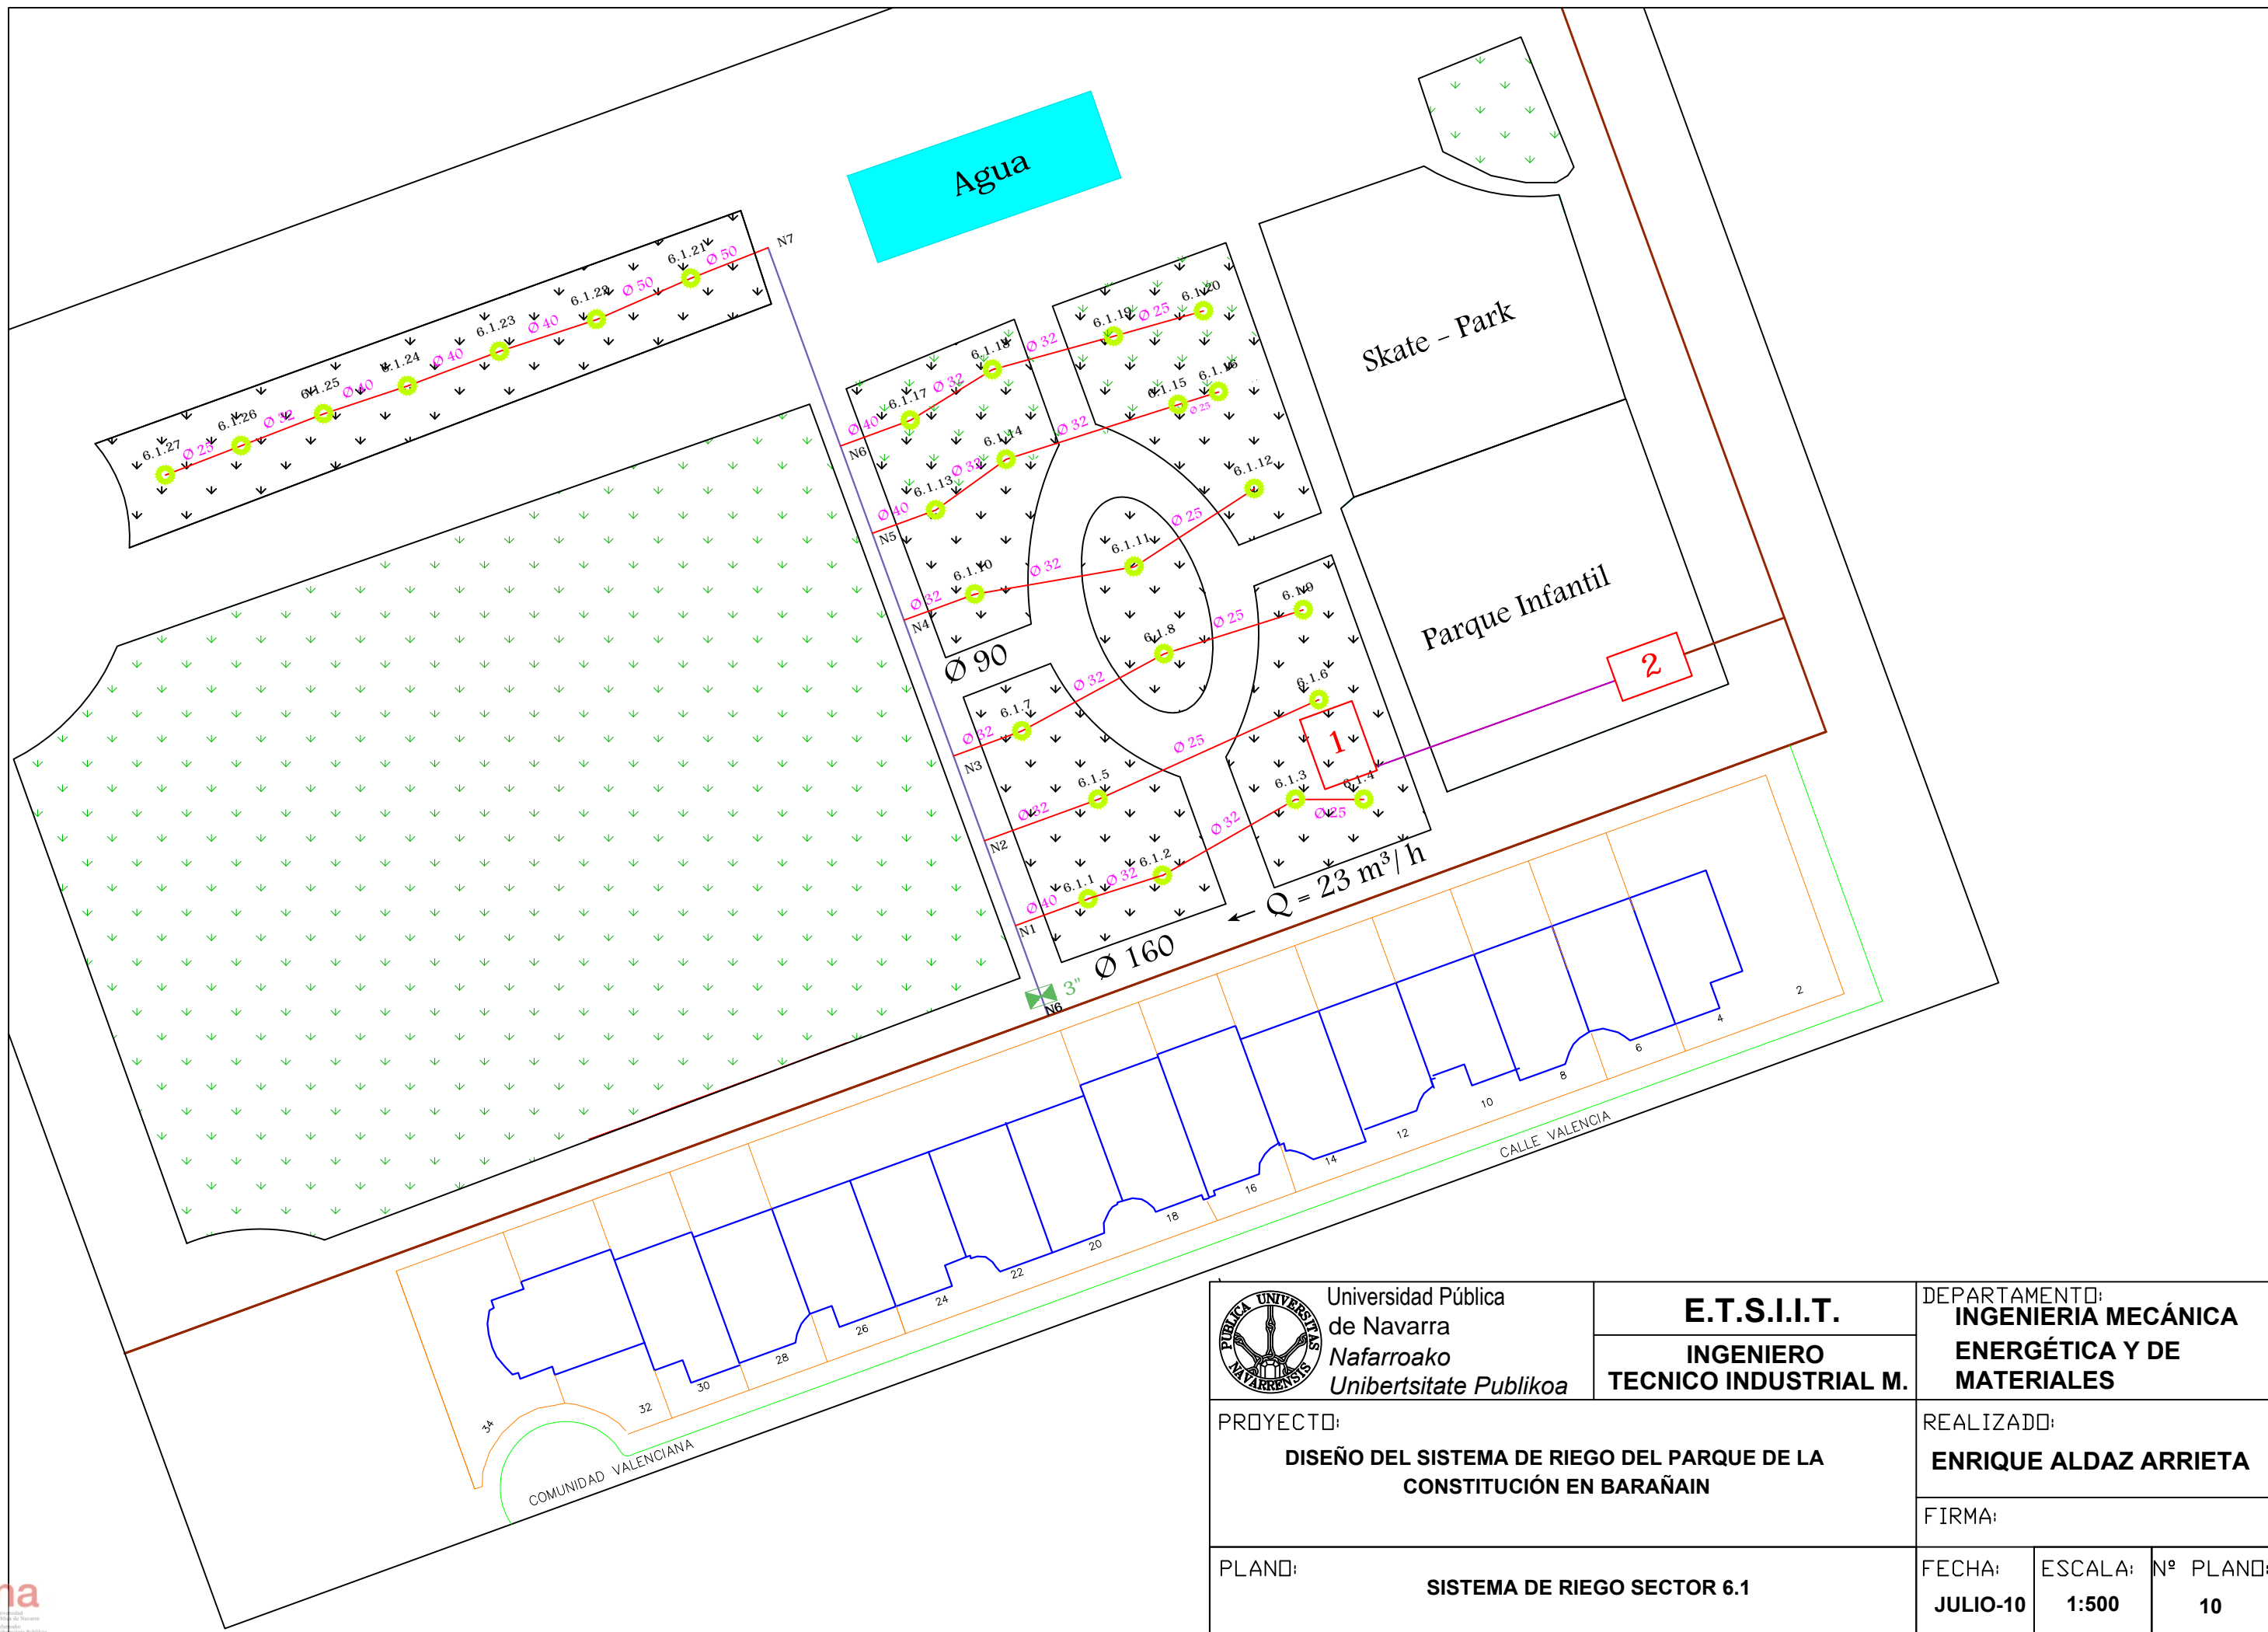 Agua
Skate - Park
Parque Infantil
1
2
N7
Ø 50
6.1.21
Ø 50
6.1.22
Ø 40
6.1.23
Ø 40
6.1.24
Ø 40
6.1.25
Ø 32
6.1.26
Ø 25
6.1.27
N6
Ø 40
6.1.17
Ø 32
6.1.18
Ø 32
6.1.19
Ø 25
6.1.20
N5
Ø 40
6.1.13
Ø 32
6.1.14
Ø 32
6.1.15
Ø 25
6.1.16
N4
Ø 32
6.1.10
Ø 32
6.1.11
Ø 25
6.1.12
Ø 90
N3
Ø 32
6.1.7
Ø 32
6.1.8
Ø 25
6.1.9
N2
Ø 32
6.1.5
Ø 25
6.1.6
N1
Ø 40
6.1.1
Ø 32
6.1.2
Ø 32
6.1.3
Ø 25
6.1.4
Q = 23 m³/ h
Ø 160
3"
N6
2
4
6
8
10
12
14
16
18
20
22
24
26
28
30
32
34
CALLE VALENCIA
COMUNIDAD VALENCIANA
PUBLICA UNIVERSITAS NAVARRENSIS
Universidad Pública
de Navarra
Nafarroako
Unibertsitate Publikoa
E.T.S.I.I.T.
INGENIERO
TECNICO INDUSTRIAL M.
DEPARTAMENTO:
INGENIERIA MECÁNICA
ENERGÉTICA Y DE
MATERIALES
PROYECTO:
DISEÑO DEL SISTEMA DE RIEGO DEL PARQUE DE LA
CONSTITUCIÓN EN BARAÑAIN
REALIZADO:
ENRIQUE ALDAZ ARRIETA
FIRMA:
PLANO:
SISTEMA DE RIEGO SECTOR 6.1
FECHA:
JULIO-10
ESCALA:
1:500
Nº PLANO:
10